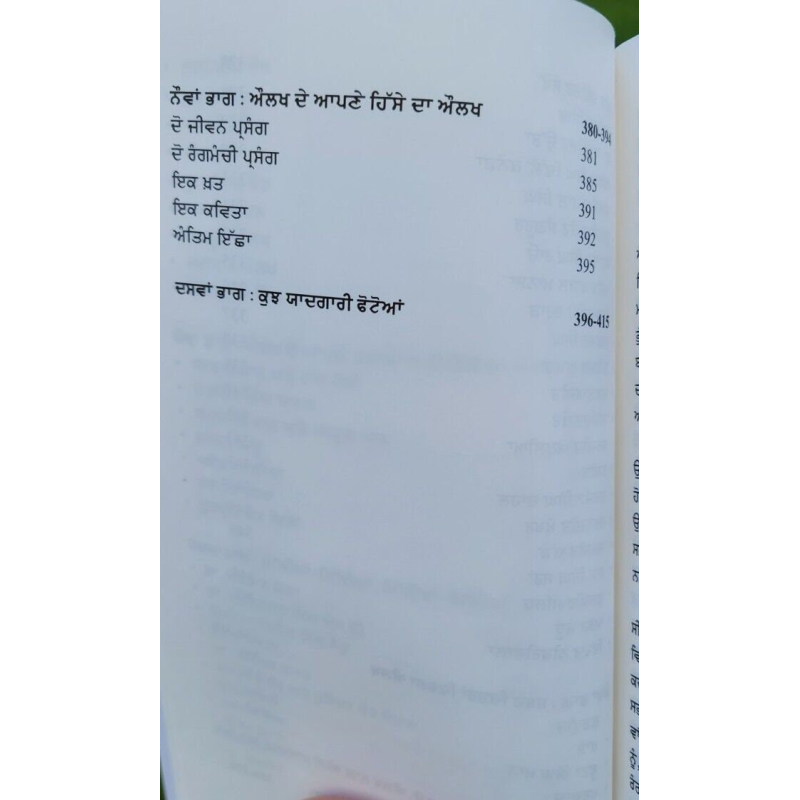 ਨੌਵਾਂ ਭਾਗ : ਔਲਖ ਦੇ ਆਪਣੇ ਹਿੱਸੇ ਦਾ ਔਲਖ 380-394
ਦੋ ਜੀਵਨ ਪ੍ਰਸੰਗ 381
ਦੋ ਰੰਗਮੰਚੀ ਪ੍ਰਸੰਗ 385
ਇਕ ਖ਼ਤ 391
ਇਕ ਕਵਿਤਾ 392
ਅੰਤਿਮ ਇੱਛਾ 395
ਦਸਵਾਂ ਭਾਗ : ਕੁਝ ਯਾਦਗਾਰੀ ਫੋਟੋਆਂ 396-415